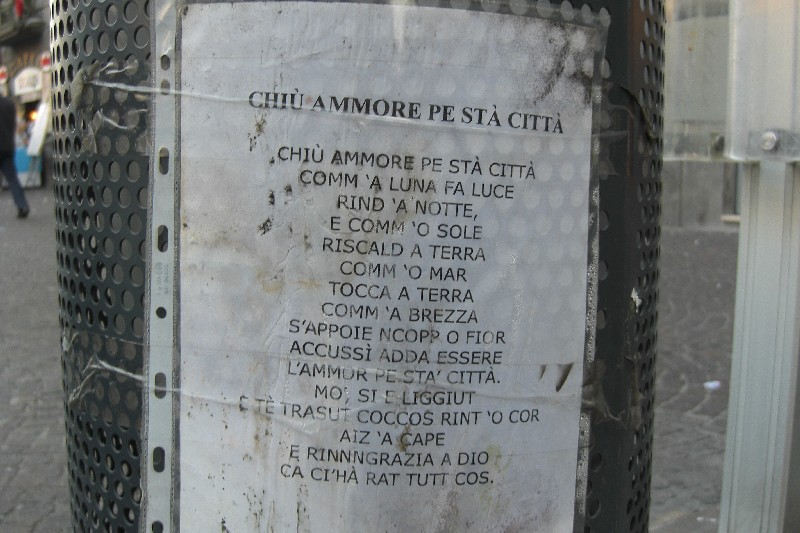 CHIÙ AMMORE PE STÀ CITTÀ
CHIÙ AMMORE PE STÀ CITTÀ
COMM 'A LUNA FA LUCE
RIND 'A NOTTE,
E COMM 'O SOLE
RISCALD A TERRA
COMM 'O MAR
TOCCA A TERRA
COMM 'A BREZZA
S'APPOIE NCOPP O FIOR
ACCUSSÌ ADDA ESSERE
L'AMMOR PE STA' CITTÀ.
MO', SI E LIGGIUT
E TÈ TRASUT COCCOS RINT 'O COR
AIZ 'A CAPE
E RINNNGRAZIA A DIO
CA CI'HÀ RAT TUTT COS.